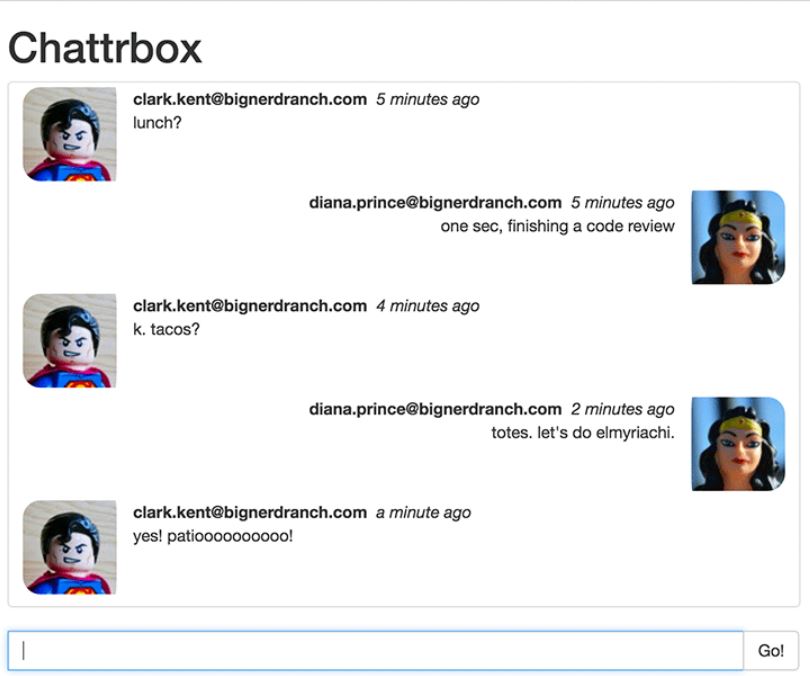 Chattrbox
clark.kent@bignerdranch.com 5 minutes ago
lunch?
diana.prince@bignerdranch.com 5 minutes ago
one sec, finishing a code review
clark.kent@bignerdranch.com 4 minutes ago
k. tacos?
diana.prince@bignerdranch.com 2 minutes ago
totes. let's do elmyriachi.
clark.kent@bignerdranch.com a minute ago
yes! patioooooooooo!
Go!